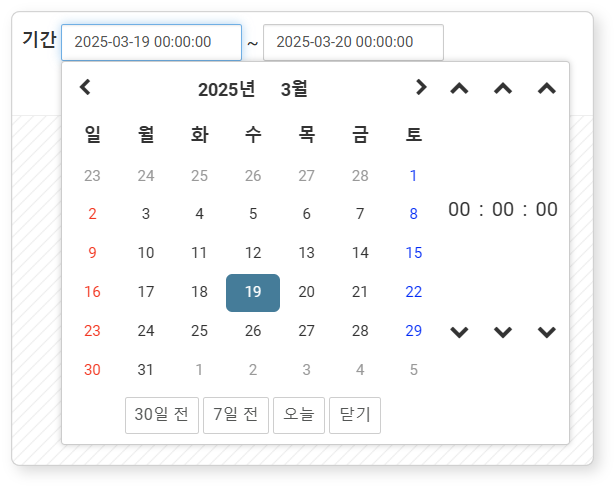 기간 2025-03-19 00:00:00 ~ 2025-03-20 00:00:00
2025년 3월
일 월 화 수 목 금 토
23 24 25 26 27 28 1
2 3 4 5 6 7 8
00 : 00 : 00
9 10 11 12 13 14 15
16 17 18 19 20 21 22
23 24 25 26 27 28 29
30 31 1 2 3 4 5
30일 전 7일 전 오늘 닫기